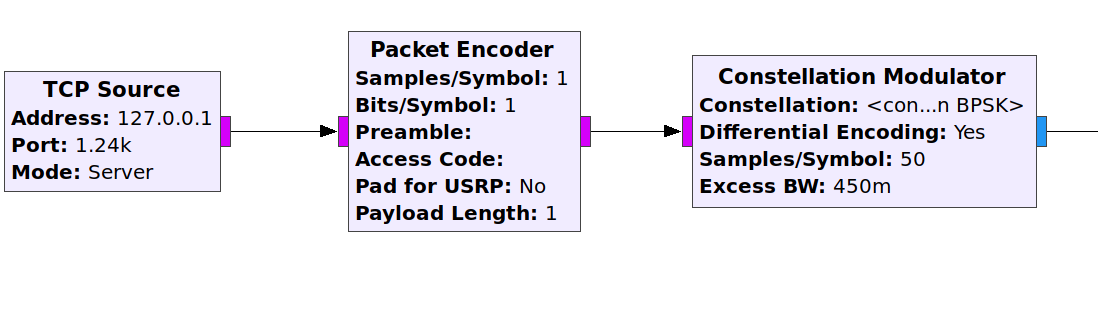 TCP Source
Address: 127.0.0.1
Port: 1.24k
Mode: Server
Packet Encoder
Samples/Symbol: 1
Bits/Symbol: 1
Preamble:
Access Code:
Pad for USRP: No
Payload Length: 1
Constellation Modulator
Constellation: <con...n BPSK>
Differential Encoding: Yes
Samples/Symbol: 50
Excess BW: 450m